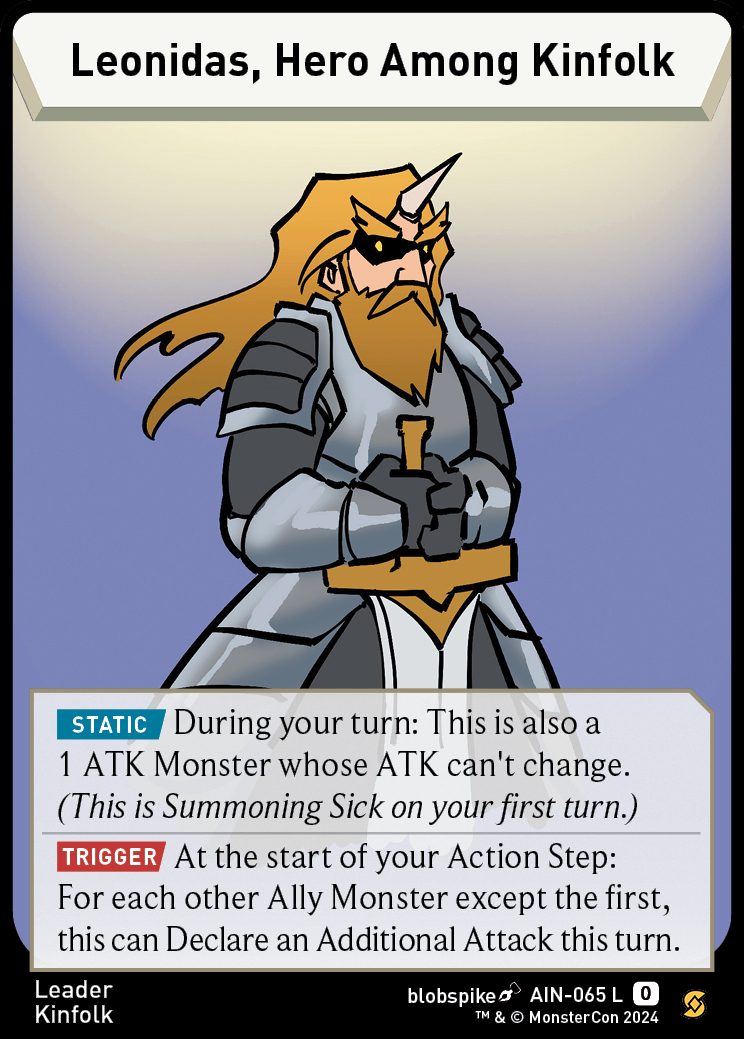 Leonidas, Hero Among Kinfolk
STATIC During your turn: This is also a
1 ATK Monster whose ATK can't change.
(This is Summoning Sick on your first turn.)
TRIGGER At the start of your Action Step:
For each other Ally Monster except the first,
this can Declare an Additional Attack this turn.
Leader
Kinfolk
blobspike AIN-065 L 0
™ & © MonsterCon 2024